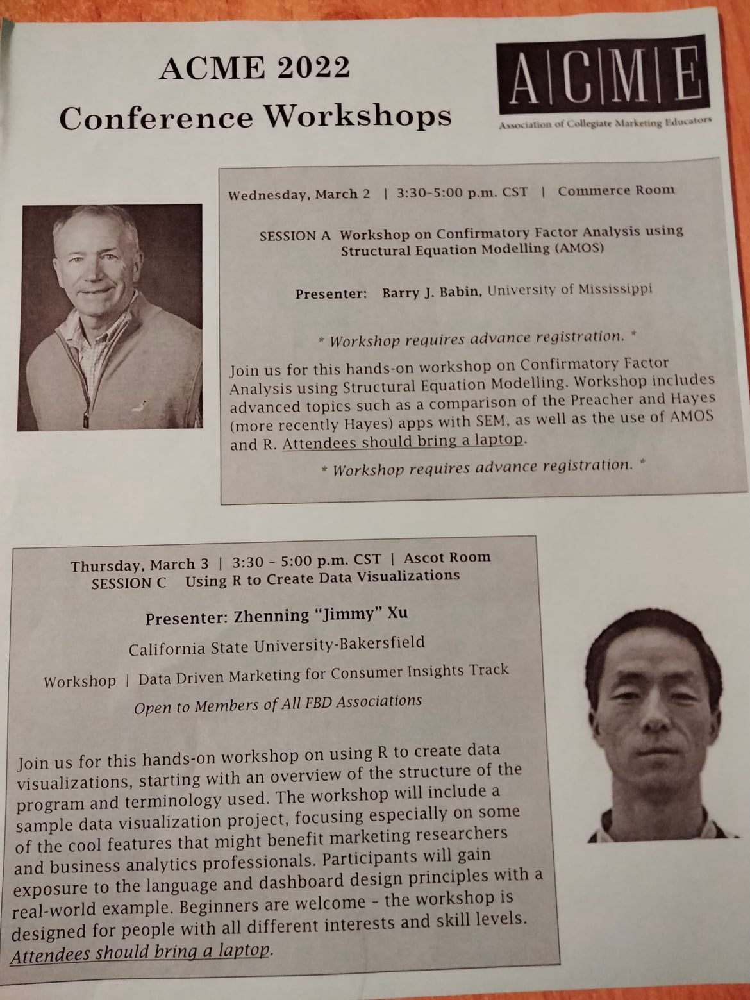 ACME 2022
Conference Workshops
A|C|M|E
Association of Collegiate Marketing Educators
Wednesday, March 2 | 3:30-5:00 p.m. CST | Commerce Room
SESSION A Workshop on Confirmatory Factor Analysis using
Structural Equation Modelling (AMOS)
Presenter: Barry J. Babin, University of Mississippi
* Workshop requires advance registration. *
Join us for this hands-on workshop on Confirmatory Factor
Analysis using Structural Equation Modelling. Workshop includes
advanced topics such as a comparison of the Preacher and Hayes
(more recently Hayes) apps with SEM, as well as the use of AMOS
and R. Attendees should bring a laptop.
* Workshop requires advance registration. *
Thursday, March 3 | 3:30 - 5:00 p.m. CST | Ascot Room
SESSION C Using R to Create Data Visualizations
Presenter: Zhenning “Jimmy” Xu
California State University-Bakersfield
Workshop | Data Driven Marketing for Consumer Insights Track
Open to Members of All FBD Associations
Join us for this hands-on workshop on using R to create data
visualizations, starting with an overview of the structure of the
program and terminology used. The workshop will include a
sample data visualization project, focusing especially on some
of the cool features that might benefit marketing researchers
and business analytics professionals. Participants will gain
exposure to the language and dashboard design principles with a
real-world example. Beginners are welcome – the workshop is
designed for people with all different interests and skill levels.
Attendees should bring a laptop.